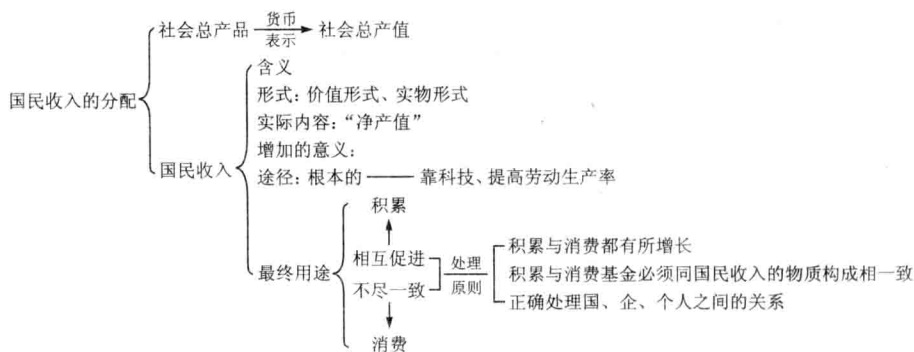 国民收入的分配
社会总产品 货币 表示 社会总产值
国民收入
含义
形式：价值形式、实物形式
实际内容：“净产值”
增加的意义：
途径：根本的——靠科技、提高劳动生产率
最终用途
积累
相互促进
不尽一致
消费
处理
原则
积累与消费都有所增长
积累与消费基金必须同国民收入的物质构成相一致
正确处理国、企、个人之间的关系